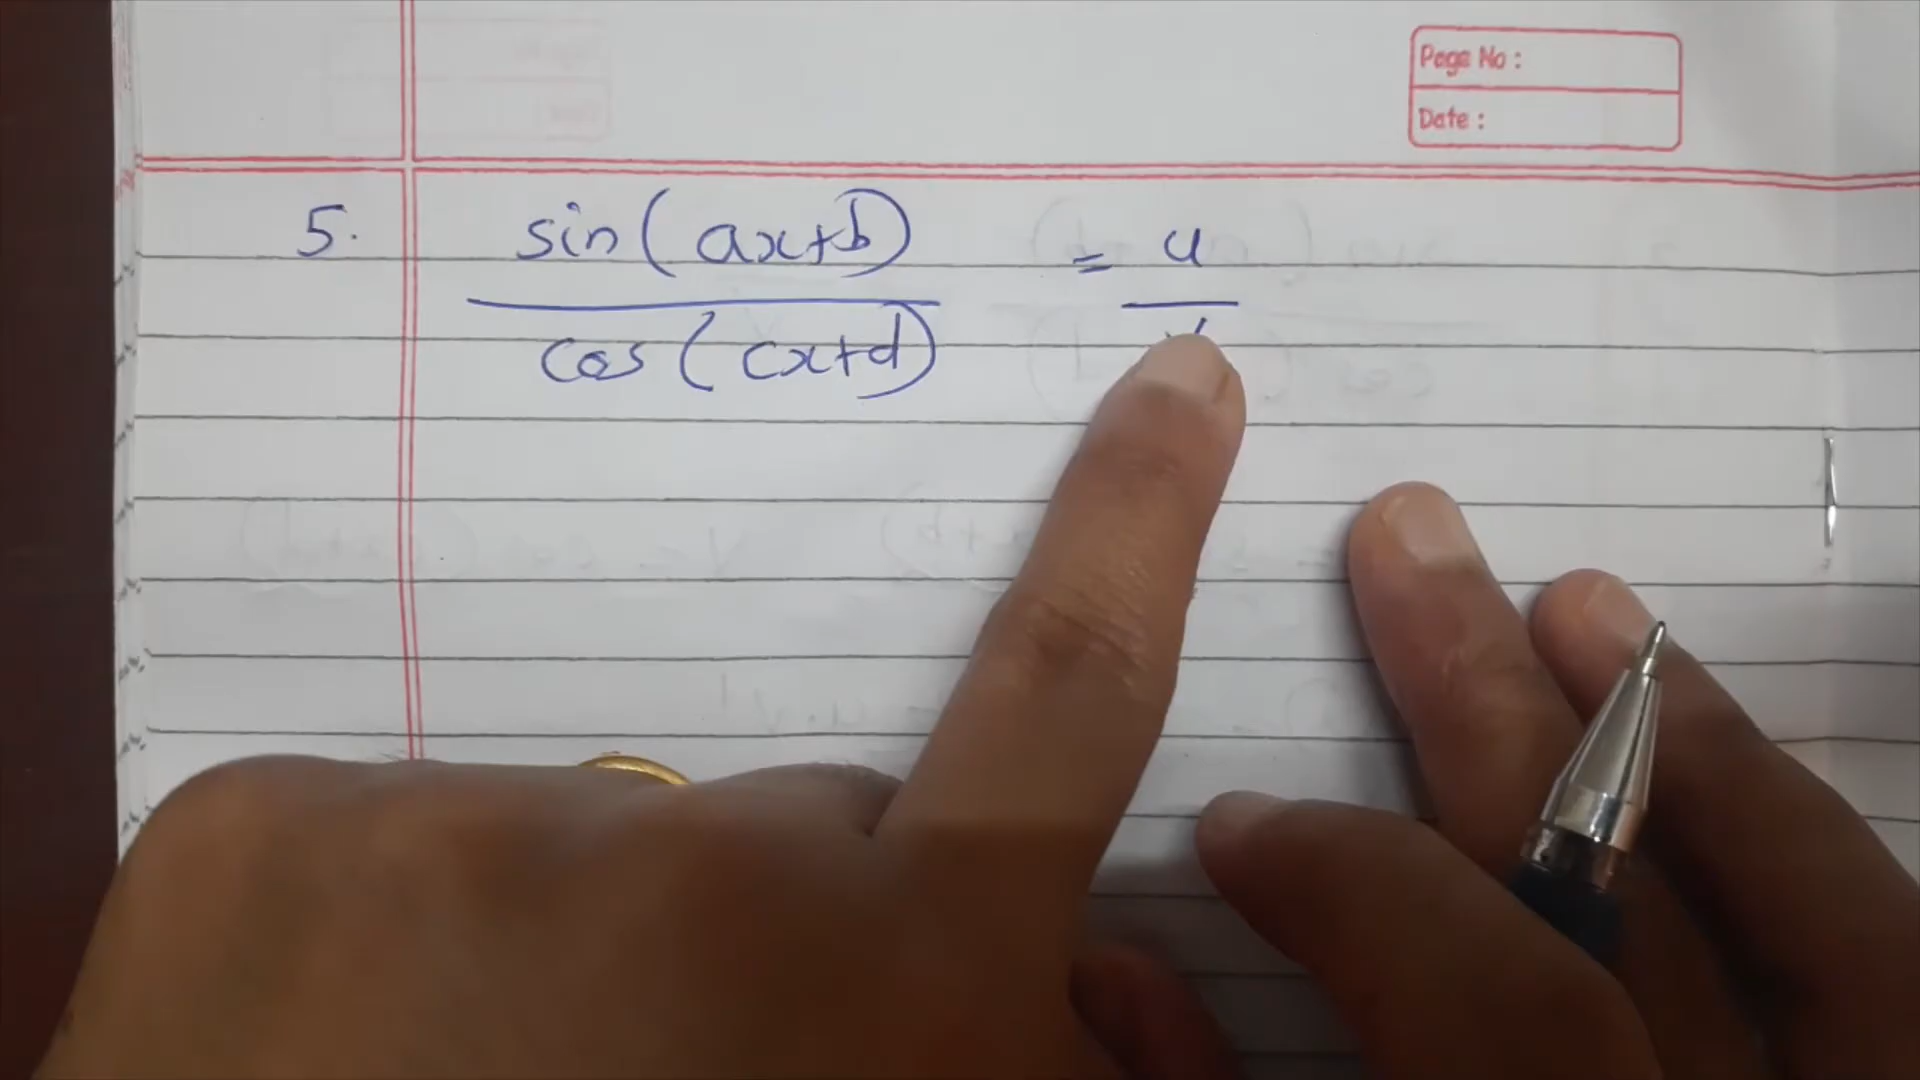 Page No :
Date :
5. sin(ax+b) = u
cos(cx+d)